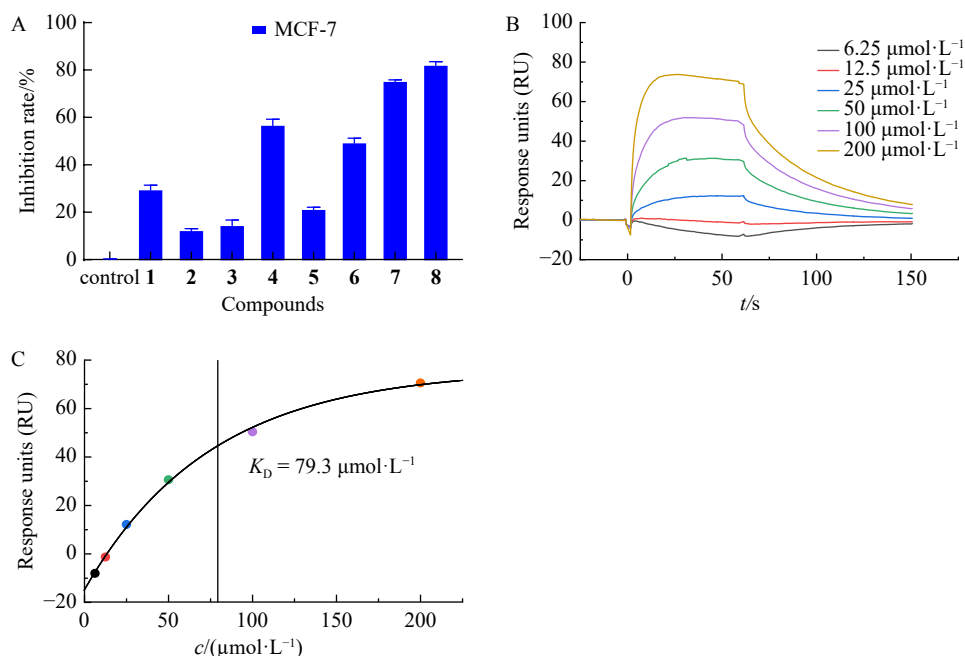 A
MCF-7
100
80
60
40
20
0
Inhibition rate/%
control 1 2 3 4 5 6 7 8
Compounds
B
6.25 μmol·L⁻¹
12.5 μmol·L⁻¹
25 μmol·L⁻¹
50 μmol·L⁻¹
100 μmol·L⁻¹
200 μmol·L⁻¹
100
80
60
40
20
0
−20
Response units (RU)
0 50 100 150
t/s
C
80
60
40
20
0
−20
Response units (RU)
K_D = 79.3 μmol·L⁻¹
0 50 100 150 200
c/(μmol·L⁻¹)